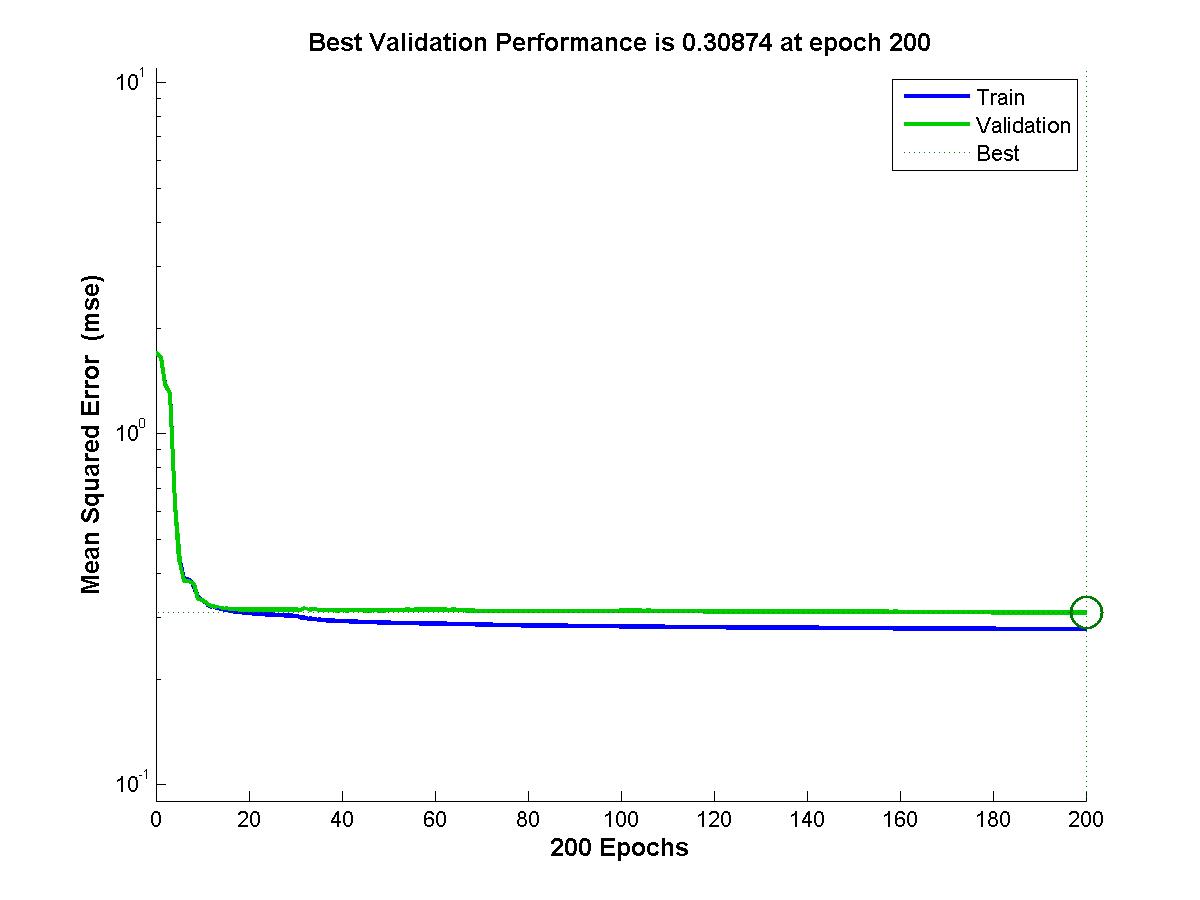 Best Validation Performance is 0.30874 at epoch 200
Train
Validation
Best
Mean Squared Error (mse)
10^1
10^0
10^-1
0 20 40 60 80 100 120 140 160 180 200
200 Epochs